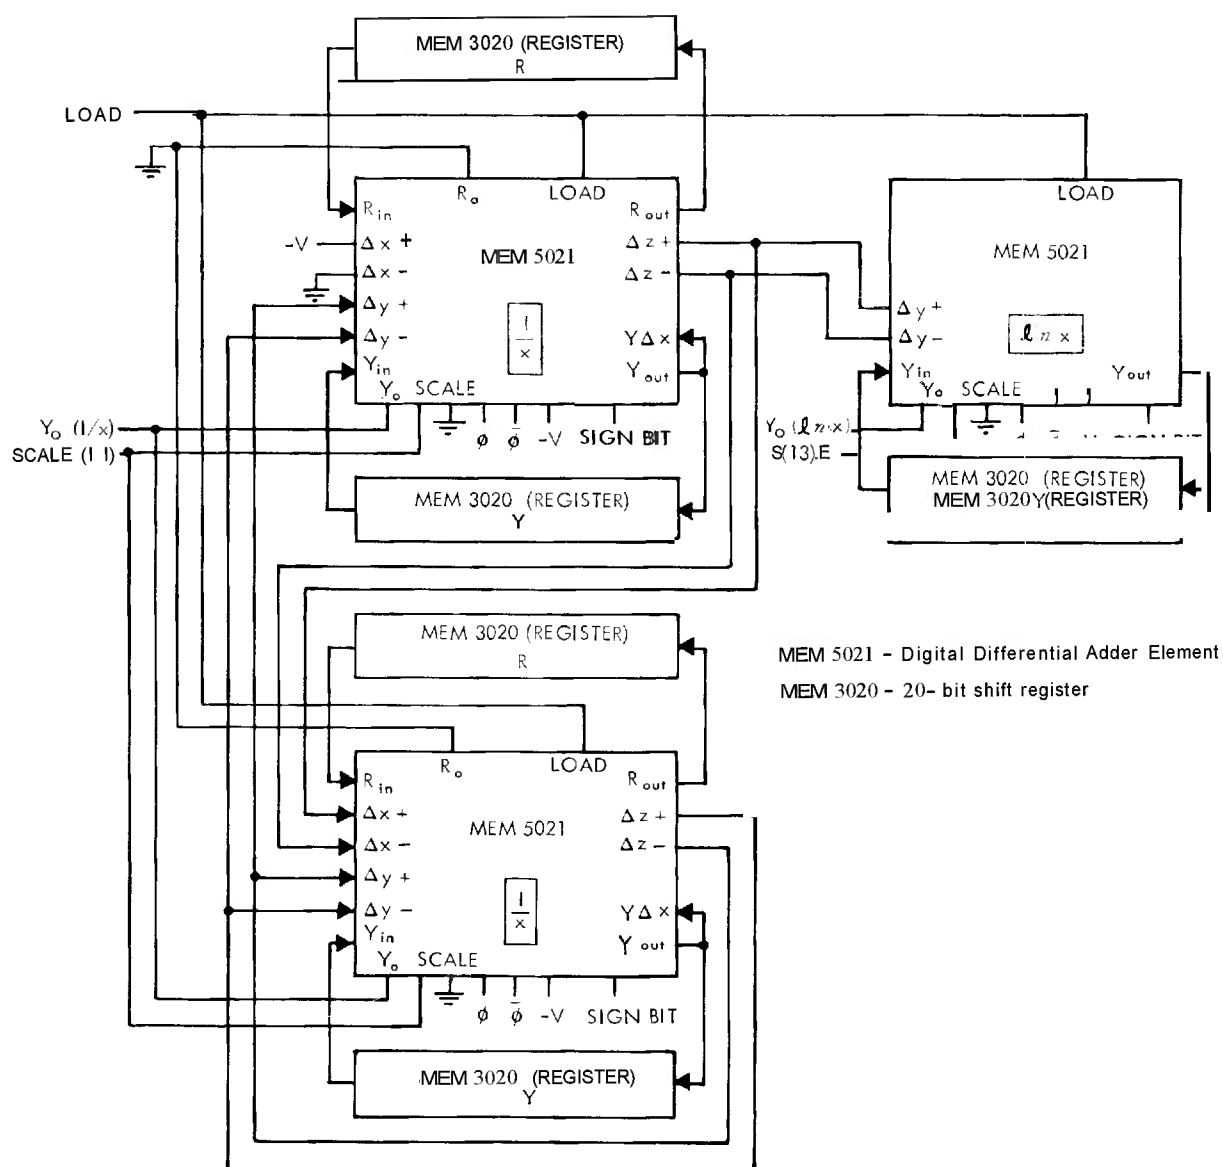 MEM 3020 (REGISTER)
R
LOAD
Ro LOAD
Rin Rout
-V Δx + Δz +
MEM 5021
Δx - Δz -
Δy +
1/x
Δy - YΔx
Yin Yout
Yo SCALE
Yo (1/x)
SCALE (11)
φ φ̄ -V SIGN BIT
MEM 3020 (REGISTER)
Y
LOAD
MEM 5021
Δy +
Δy -
ln x
Yin Yout
Yo SCALE
Yo (ln x)
S(13).E
MEM 3020 (REGISTER)
MEM 3020Y(REGISTER)
MEM 3020 (REGISTER)
R
MEM 5021 - Digital Differential Adder Element
MEM 3020 - 20- bit shift register
Ro LOAD
Rin Rout
Δx + Δz +
MEM 5021
Δx - Δz -
Δy +
1/x
Δy - YΔx
Yin Yout
Yo SCALE
φ φ̄ -V SIGN BIT
MEM 3020 (REGISTER)
Y